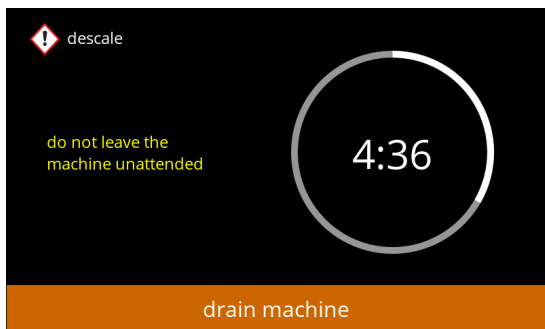 descale
do not leave the
machine unattended
4:36
drain machine